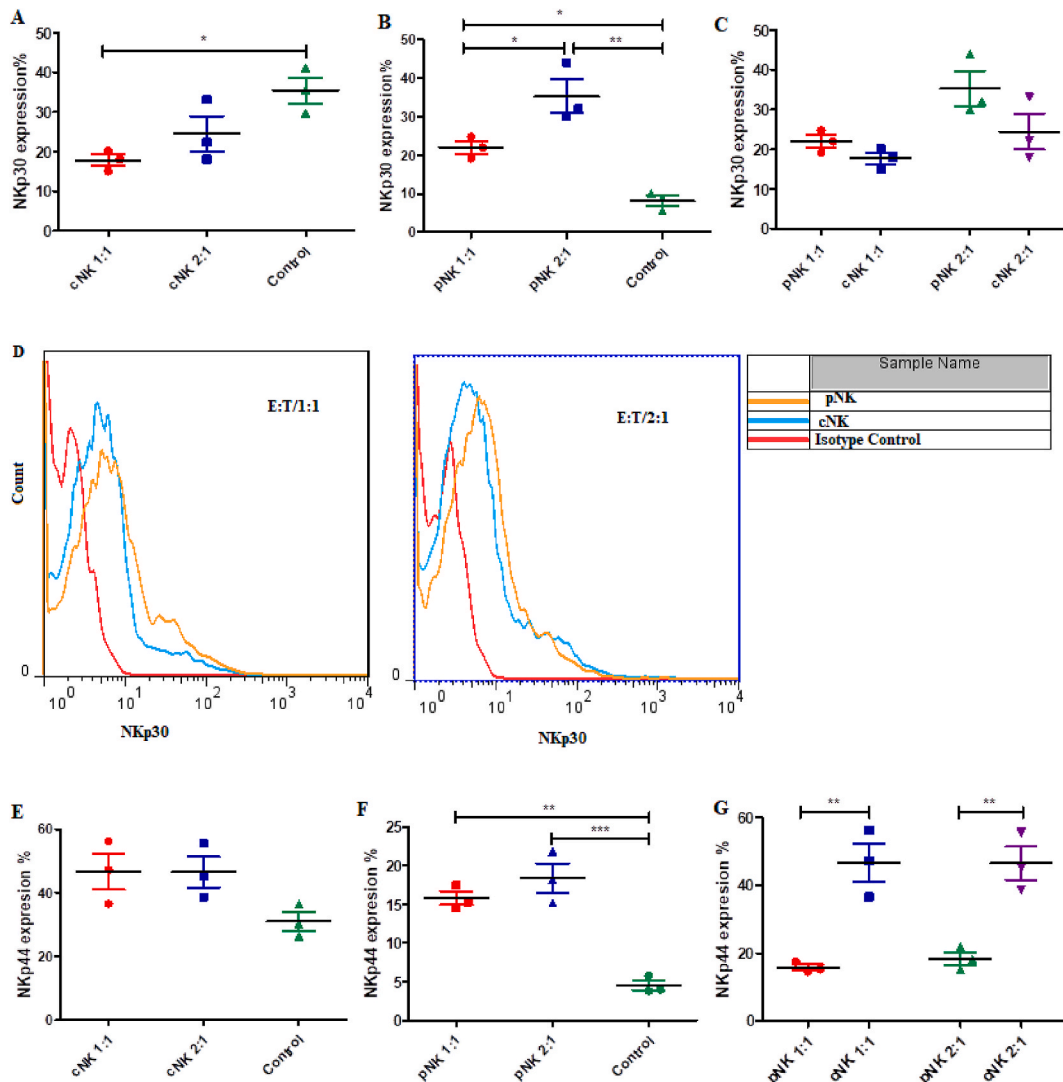 A
NKp30 expression%
50
40
30
20
10
0
*
cNK 1:1
cNK 2:1
Control
B
NKp30 expression%
50
40
30
20
10
0
*
*
**
pNK 1:1
pNK 2:1
Control
C
NKp30 expression%
50
40
30
20
10
0
pNK 1:1
cNK 1:1
pNK 2:1
cNK 2:1
D
E:T/1:1
Count
0
10^0
10^1
10^2
10^3
10^4
NKp30
E:T/2:1
0
10^0
10^1
10^2
10^3
10^4
NKp30
Sample Name
pNK
cNK
Isotype Control
E
NKp44 expresion %
60
40
20
0
cNK 1:1
cNK 2:1
Control
F
NKp44 expresion %
25
20
15
10
5
0
**
***
pNK 1:1
pNK 2:1
Control
G
NKp44 expresion %
60
40
20
0
**
**
pNK 1:1
cNK 1:1
pNK 2:1
cNK 2:1